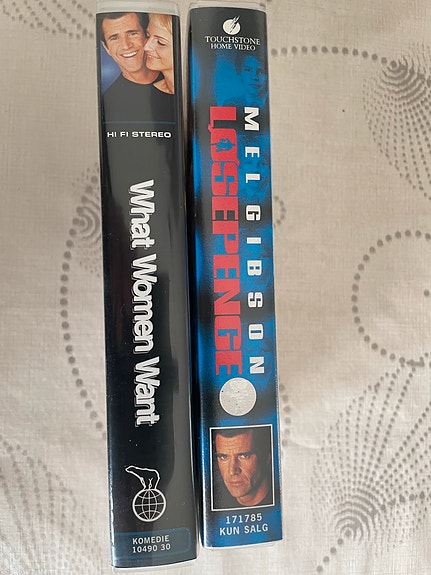 HI FI STEREO
What Women Want
KOMEDIE
10490 30
TOUCHSTONE
HOME VIDEO
MEL GIBSON
LØSEPENGE
171785
KUN SALG